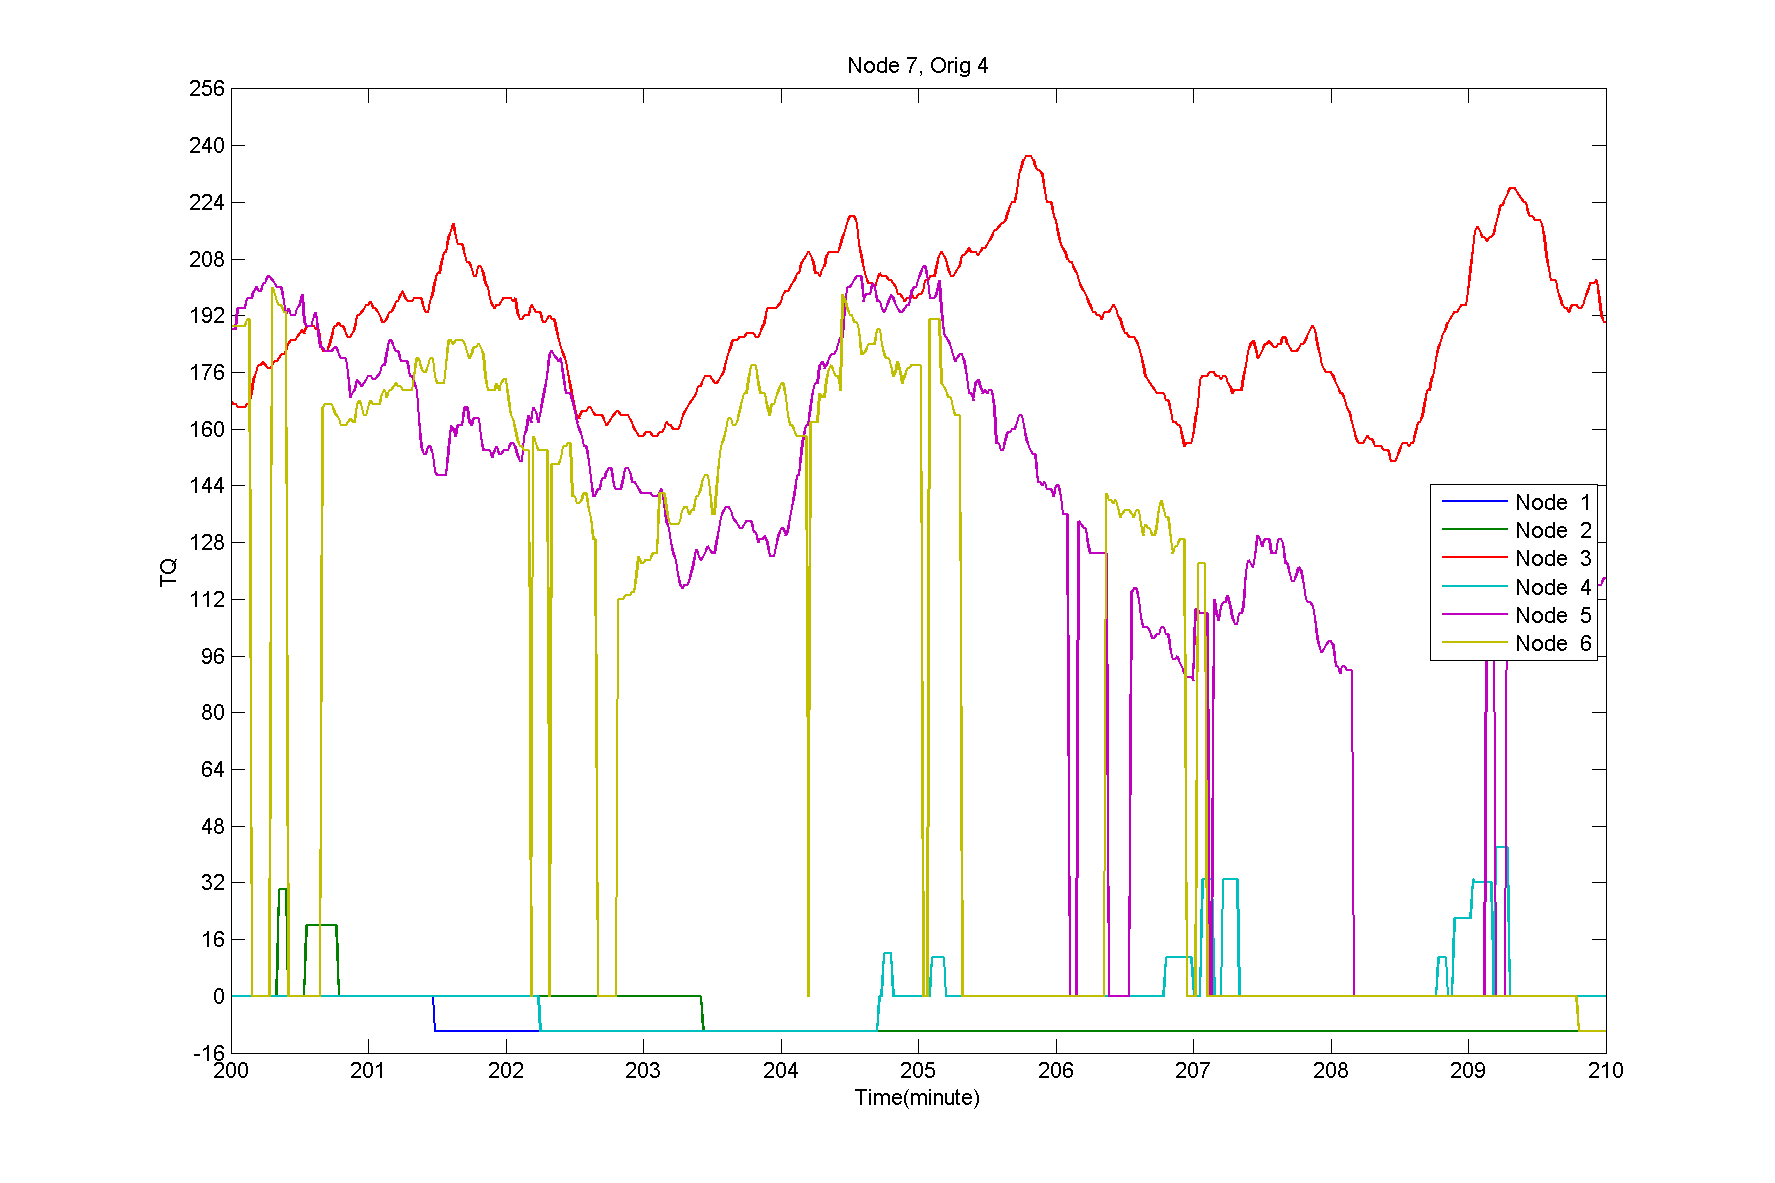 Node 7, Orig 4
256
240
224
208
192
176
160
144
128
112
96
80
64
48
32
16
0
-16
TQ
Node 1
Node 2
Node 3
Node 4
Node 5
Node 6
200 201 202 203 204 205 206 207 208 209 210
Time(minute)